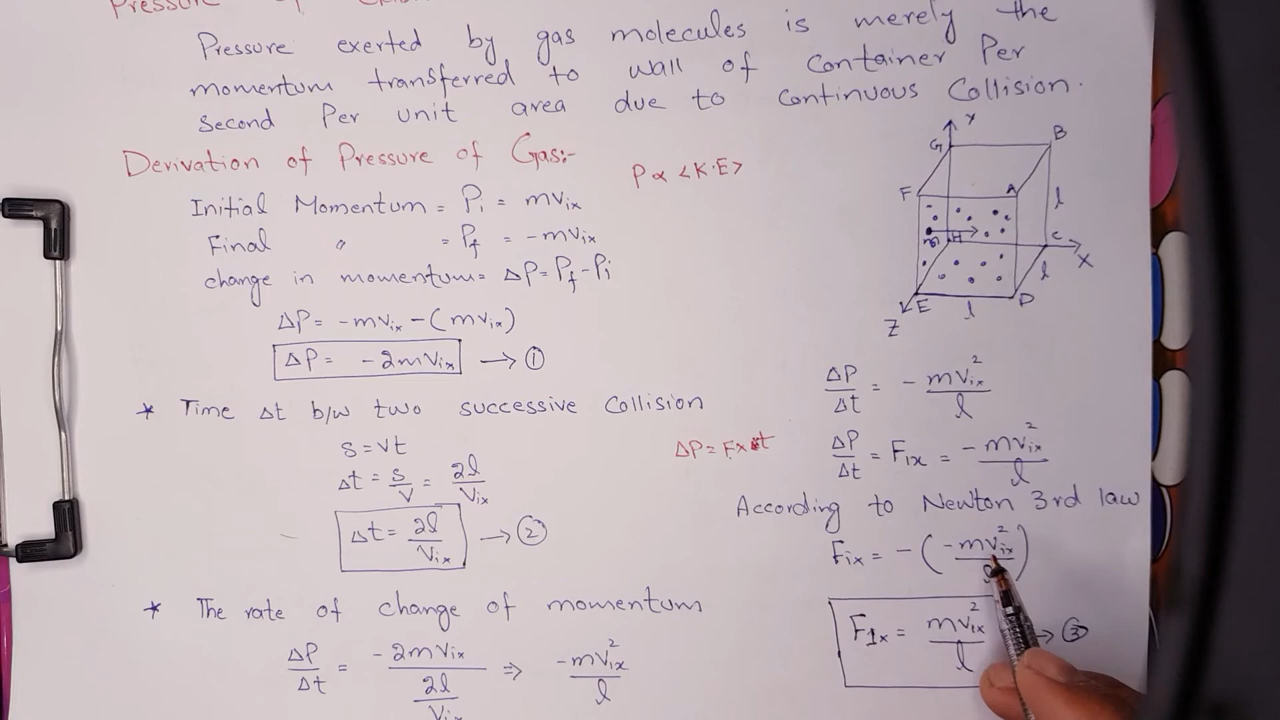 Pressure of
Pressure exerted by gas molecules is merely the
momentum transferred to wall of container Per
Second Per unit area due to Continuous Collision.
Derivation of Pressure of Gas:-
P ∝ <K.E>
Initial Momentum = Pi = mvix
Final " = Pf = -mvix
change in momentum = ΔP = Pf - Pi
ΔP = -mvix - (mvix)
ΔP = -2mvix → ①
* Time Δt b/w two successive Collision
S = vt
Δt = S/V = 2l/Vix
Δt = 2l/Vix → ②
* The rate of change of momentum
ΔP/Δt = -2mvix / (2l/Vix) ⇒ -mvix²/l
Y
G B
F A
l
m H C
X
l
E D
l
Z
ΔP/Δt = - mvix²/l
ΔP = F×t
ΔP/Δt = F1x = - mvix²/l
According to Newton 3rd law
Fix = - (- mvix²/l)
F1x = mvix²/l → ③